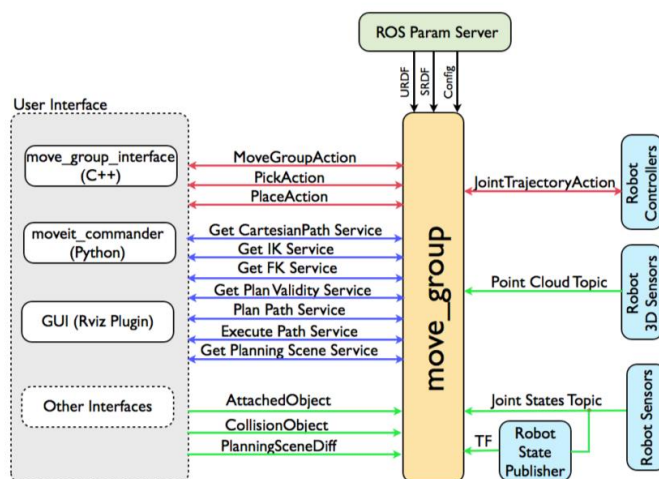 ROS Param Server
URDF
SRDF
Config
User Interface
move_group_interface
(C++)
moveit_commander
(Python)
GUI (Rviz Plugin)
Other Interfaces
MoveGroupAction
PickAction
PlaceAction
Get CartesianPath Service
Get IK Service
Get FK Service
Get Plan Validity Service
Plan Path Service
Execute Path Service
Get Planning Scene Service
AttachedObject
CollisionObject
PlanningSceneDiff
move_group
JointTrajectoryAction
Robot
Controllers
Point Cloud Topic
Robot
3D Sensors
Joint States Topic
TF
Robot
State
Publisher
Robot Sensors